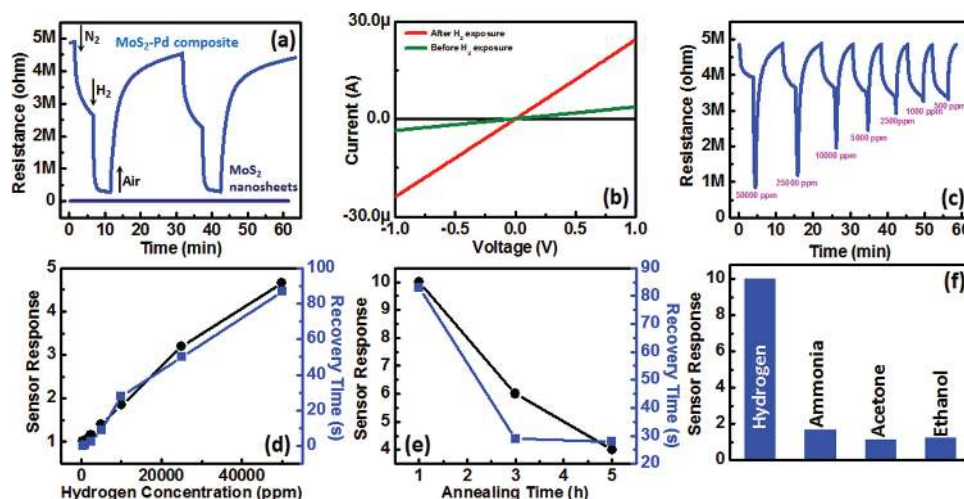 (a)
N2
MoS2-Pd composite
H2
Air
MoS2
nanosheets
5M
4M
3M
2M
1M
0
Resistance (ohm)
0 10 20 30 40 50 60
Time (min)
(b)
After H2 exposure
Before H2 exposure
30.0μ
0.0
-30.0μ
Current (A)
-1.0 -0.5 0.0 0.5 1.0
Voltage (V)
(c)
5M
4M
3M
2M
1M
0
Resistance (ohm)
50000 ppm
25000 ppm
10000 ppm
5000 ppm
2500ppm
1000 ppm
500 ppm
0 10 20 30 40 50 60
Time (min)
5
4
3
2
1
Sensor Response
100
80
60
40
20
0
Recovery Time (s)
(d)
0 20000 40000
Hydrogen Concentration (ppm)
10
9
8
7
6
5
4
Sensor Response
90
80
70
60
50
40
30
20
Recovery Time (s)
(e)
1 2 3 4 5
Annealing Time (h)
10
8
6
4
2
0
Sensor Response
Hydrogen
Ammonia
Acetone
Ethanol
(f)